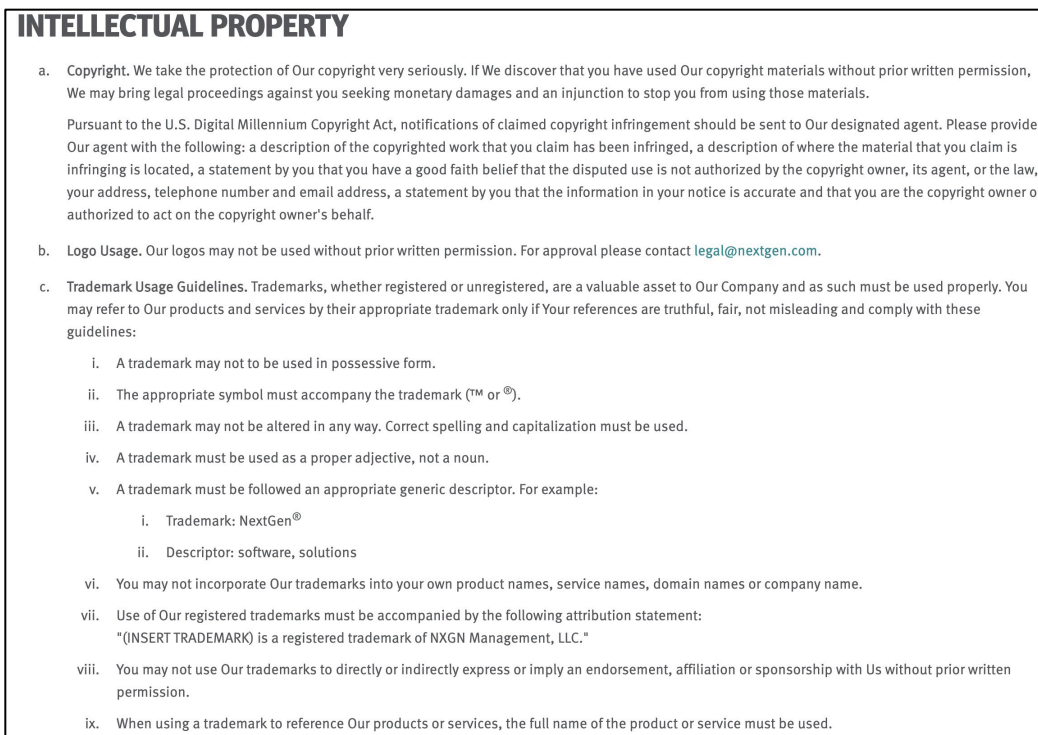 INTELLECTUAL PROPERTY
a. Copyright. We take the protection of Our copyright very seriously. If We discover that you have used Our copyright materials without prior written permission,
We may bring legal proceedings against you seeking monetary damages and an injunction to stop you from using those materials.
Pursuant to the U.S. Digital Millennium Copyright Act, notifications of claimed copyright infringement should be sent to Our designated agent. Please provide
Our agent with the following: a description of the copyrighted work that you claim has been infringed, a description of where the material that you claim is
infringing is located, a statement by you that you have a good faith belief that the disputed use is not authorized by the copyright owner, its agent, or the law,
your address, telephone number and email address, a statement by you that the information in your notice is accurate and that you are the copyright owner o
authorized to act on the copyright owner's behalf.
b. Logo Usage. Our logos may not be used without prior written permission. For approval please contact legal@nextgen.com.
c. Trademark Usage Guidelines. Trademarks, whether registered or unregistered, are a valuable asset to Our Company and as such must be used properly. You
may refer to Our products and services by their appropriate trademark only if Your references are truthful, fair, not misleading and comply with these
guidelines:
i. A trademark may not to be used in possessive form.
ii. The appropriate symbol must accompany the trademark (™ or ®).
iii. A trademark may not be altered in any way. Correct spelling and capitalization must be used.
iv. A trademark must be used as a proper adjective, not a noun.
v. A trademark must be followed an appropriate generic descriptor. For example:
i. Trademark: NextGen®
ii. Descriptor: software, solutions
vi. You may not incorporate Our trademarks into your own product names, service names, domain names or company name.
vii. Use of Our registered trademarks must be accompanied by the following attribution statement:
"(INSERT TRADEMARK) is a registered trademark of NXGN Management, LLC."
viii. You may not use Our trademarks to directly or indirectly express or imply an endorsement, affiliation or sponsorship with Us without prior written
permission.
ix. When using a trademark to reference Our products or services, the full name of the product or service must be used.